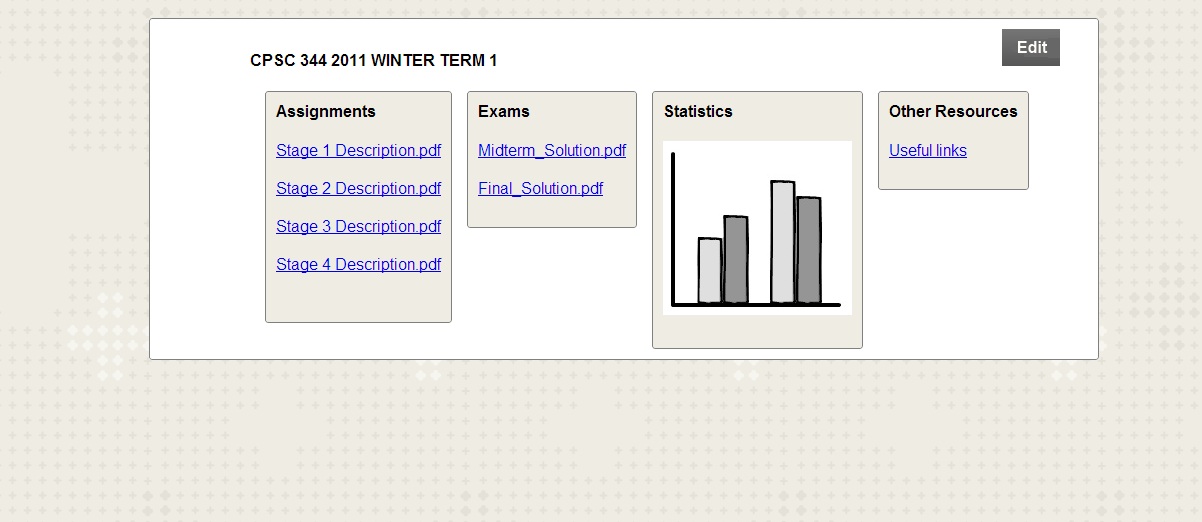 Edit
CPSC 344 2011 WINTER TERM 1
Assignments
Stage 1 Description.pdf
Stage 2 Description.pdf
Stage 3 Description.pdf
Stage 4 Description.pdf
Exams
Midterm_Solution.pdf
Final_Solution.pdf
Statistics
Other Resources
Useful links